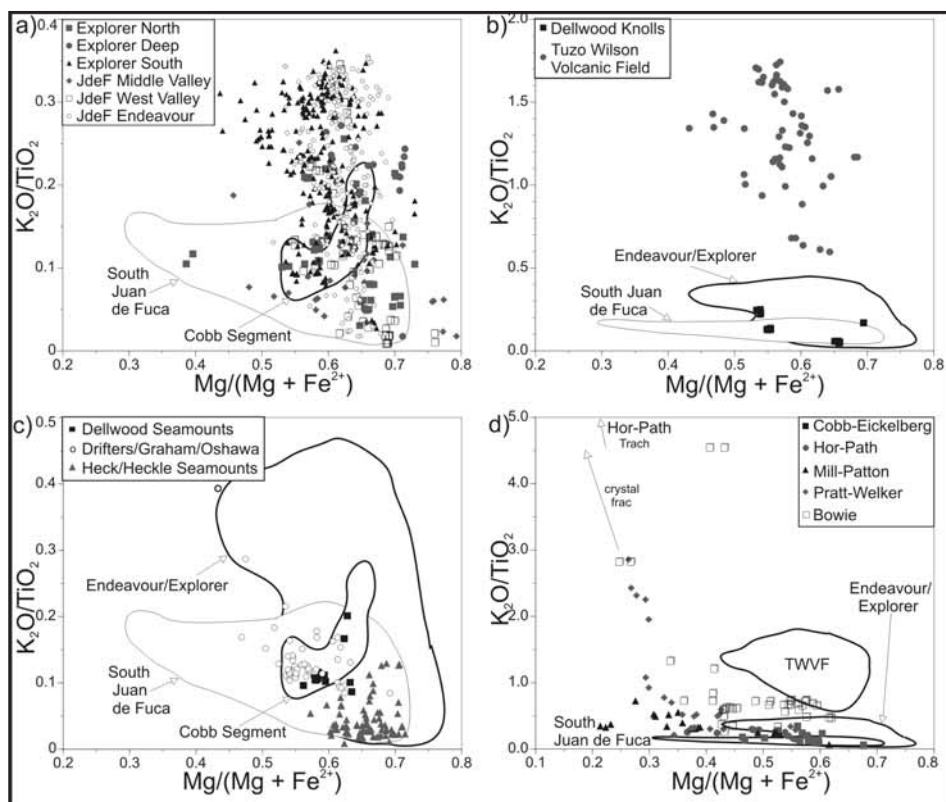 a)
Explorer North
Explorer Deep
Explorer South
JdeF Middle Valley
JdeF West Valley
JdeF Endeavour
0.4
0.3
0.2
0.1
0
K₂O/TiO₂
South
Juan
de Fuca
Cobb Segment
0.2 0.3 0.4 0.5 0.6 0.7 0.8
Mg/(Mg + Fe²⁺)
b)
Dellwood Knolls
Tuzo Wilson
Volcanic Field
2.0
1.5
1.0
0.5
0.0
K₂O/TiO₂
Endeavour/Explorer
South Juan
de Fuca
0.2 0.3 0.4 0.5 0.6 0.7 0.8
Mg/(Mg + Fe²⁺)
c)
Dellwood Seamounts
Drifters/Graham/Oshawa
Heck/Heckle Seamounts
0.5
0.4
0.3
0.2
0.1
0
K₂O/TiO₂
Endeavour/Explorer
South
Juan
de Fuca
Cobb Segment
0.2 0.3 0.4 0.5 0.6 0.7 0.8
Mg/(Mg + Fe²⁺)
d)
Hor-Path
Trach
crystal
frac
Cobb-Eickelberg
Hor-Path
Mill-Patton
Pratt-Welker
Bowie
5.0
4.0
3.0
2.0
1.0
0.0
K₂O/TiO₂
Endeavour/
Explorer
TWVF
South
Juan de Fuca
0.1 0.2 0.3 0.4 0.5 0.6 0.7 0.8
Mg/(Mg + Fe²⁺)